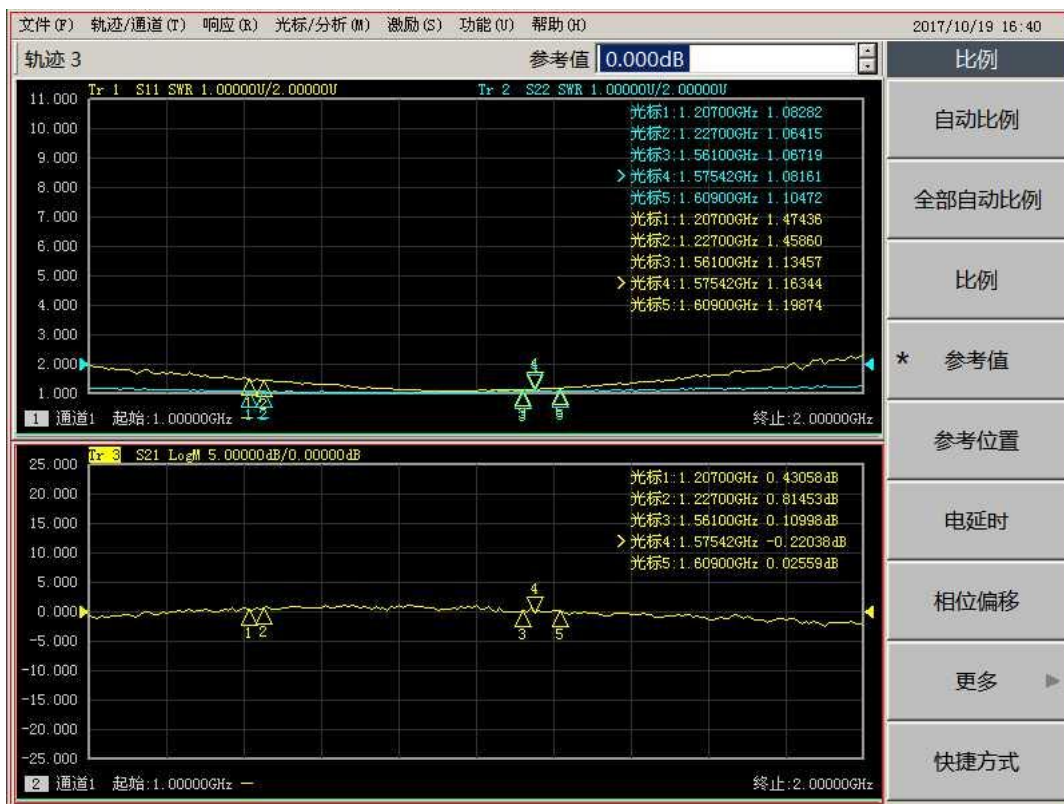 文件(F) 轨迹/通道(T) 响应(R) 光标/分析(M) 激励(S) 功能(U) 帮助(H) 2017/10/19 16:40
轨迹 3 参考值 0.000dB
Tr 1 S11 SWR 1.00000U/2.00000U Tr 2 S22 SWR 1.00000U/2.00000U
11.000
10.000
9.000
8.000
7.000
6.000
5.000
4.000
3.000
2.000
1.000
光标1:1.20700GHz 1.08282
光标2:1.22700GHz 1.06415
光标3:1.56100GHz 1.06719
>光标4:1.57542GHz 1.08161
光标5:1.60900GHz 1.10472
光标1:1.20700GHz 1.47436
光标2:1.22700GHz 1.45860
光标3:1.56100GHz 1.13457
>光标4:1.57542GHz 1.16344
光标5:1.60900GHz 1.19874
4
1 2 3 5
1 通道1 起始:1.00000GHz 终止:2.00000GHz
Tr 3 S21 LogM 5.00000dB/0.00000dB
25.000
20.000
15.000
10.000
5.000
0.000
-5.000
-10.000
-15.000
-20.000
-25.000
光标1:1.20700GHz 0.43058dB
光标2:1.22700GHz 0.81453dB
光标3:1.56100GHz 0.10998dB
>光标4:1.57542GHz -0.22038dB
光标5:1.60900GHz 0.02559dB
4
1 2 3 5
2 通道1 起始:1.00000GHz 终止:2.00000GHz
比例
自动比例
全部自动比例
比例
* 参考值
参考位置
电延时
相位偏移
更多
快捷方式